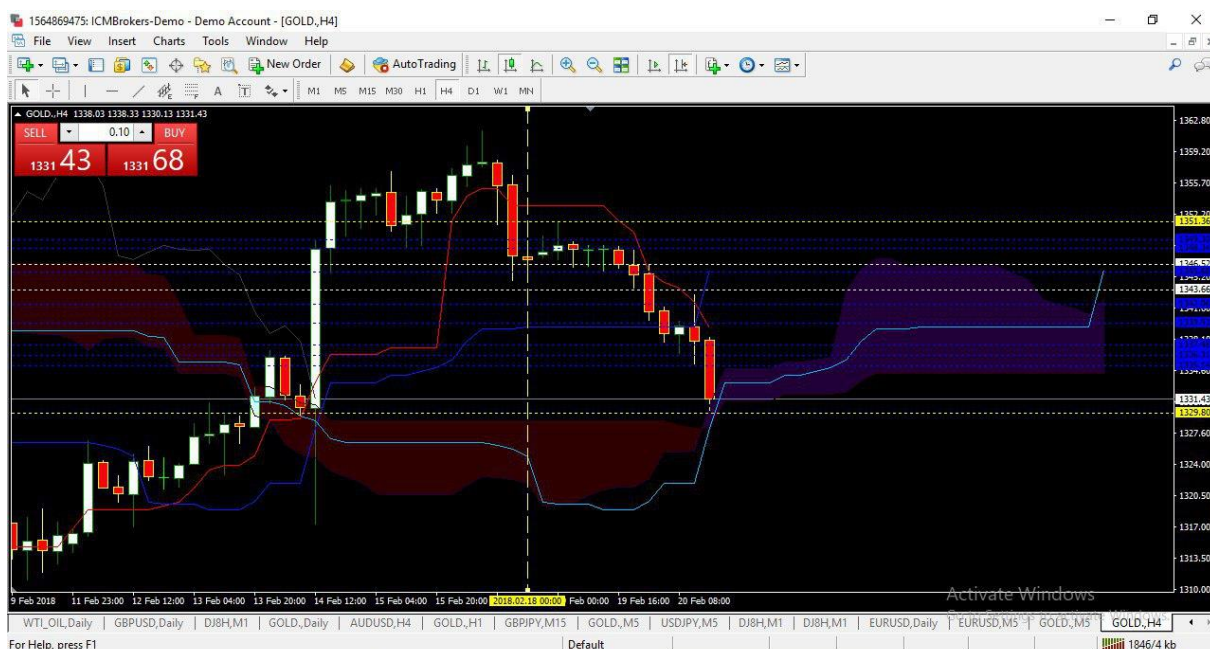 1564869475: ICMBrokers-Demo - Demo Account - [GOLD.,H4]
File View Insert Charts Tools Window Help
New Order AutoTrading
A T M1 M5 M15 M30 H1 H4 D1 W1 MN
GOLD.,H4 1338.03 1338.33 1330.13 1331.43
SELL 0.10 BUY
1331 43 1331 68
1362.80
1359.20
1355.70
1351.36
1346.52
1343.66
1334.60
1331.43
1329.80
1327.60
1324.00
1320.50
1317.00
1313.50
1310.00
9 Feb 2018 11 Feb 23:00 12 Feb 12:00 13 Feb 04:00 13 Feb 20:00 14 Feb 12:00 15 Feb 04:00 15 Feb 20:00 2018.02.18 00:00 Feb 00:00 19 Feb 16:00 20 Feb 08:00
Activate Windows
WTI_OIL,Daily GBPUSD,Daily DJ8H,M1 GOLD.,Daily AUDUSD,H4 GOLD.,H1 GBPJPY,M15 GOLD.,M5 USDJPY,M5 DJ8H,M1 DJ8H,M1 EURUSD,Daily EURUSD,M5 GOLD.,M5 GOLD.,H4
For Help, press F1 Default 1846/4 kb